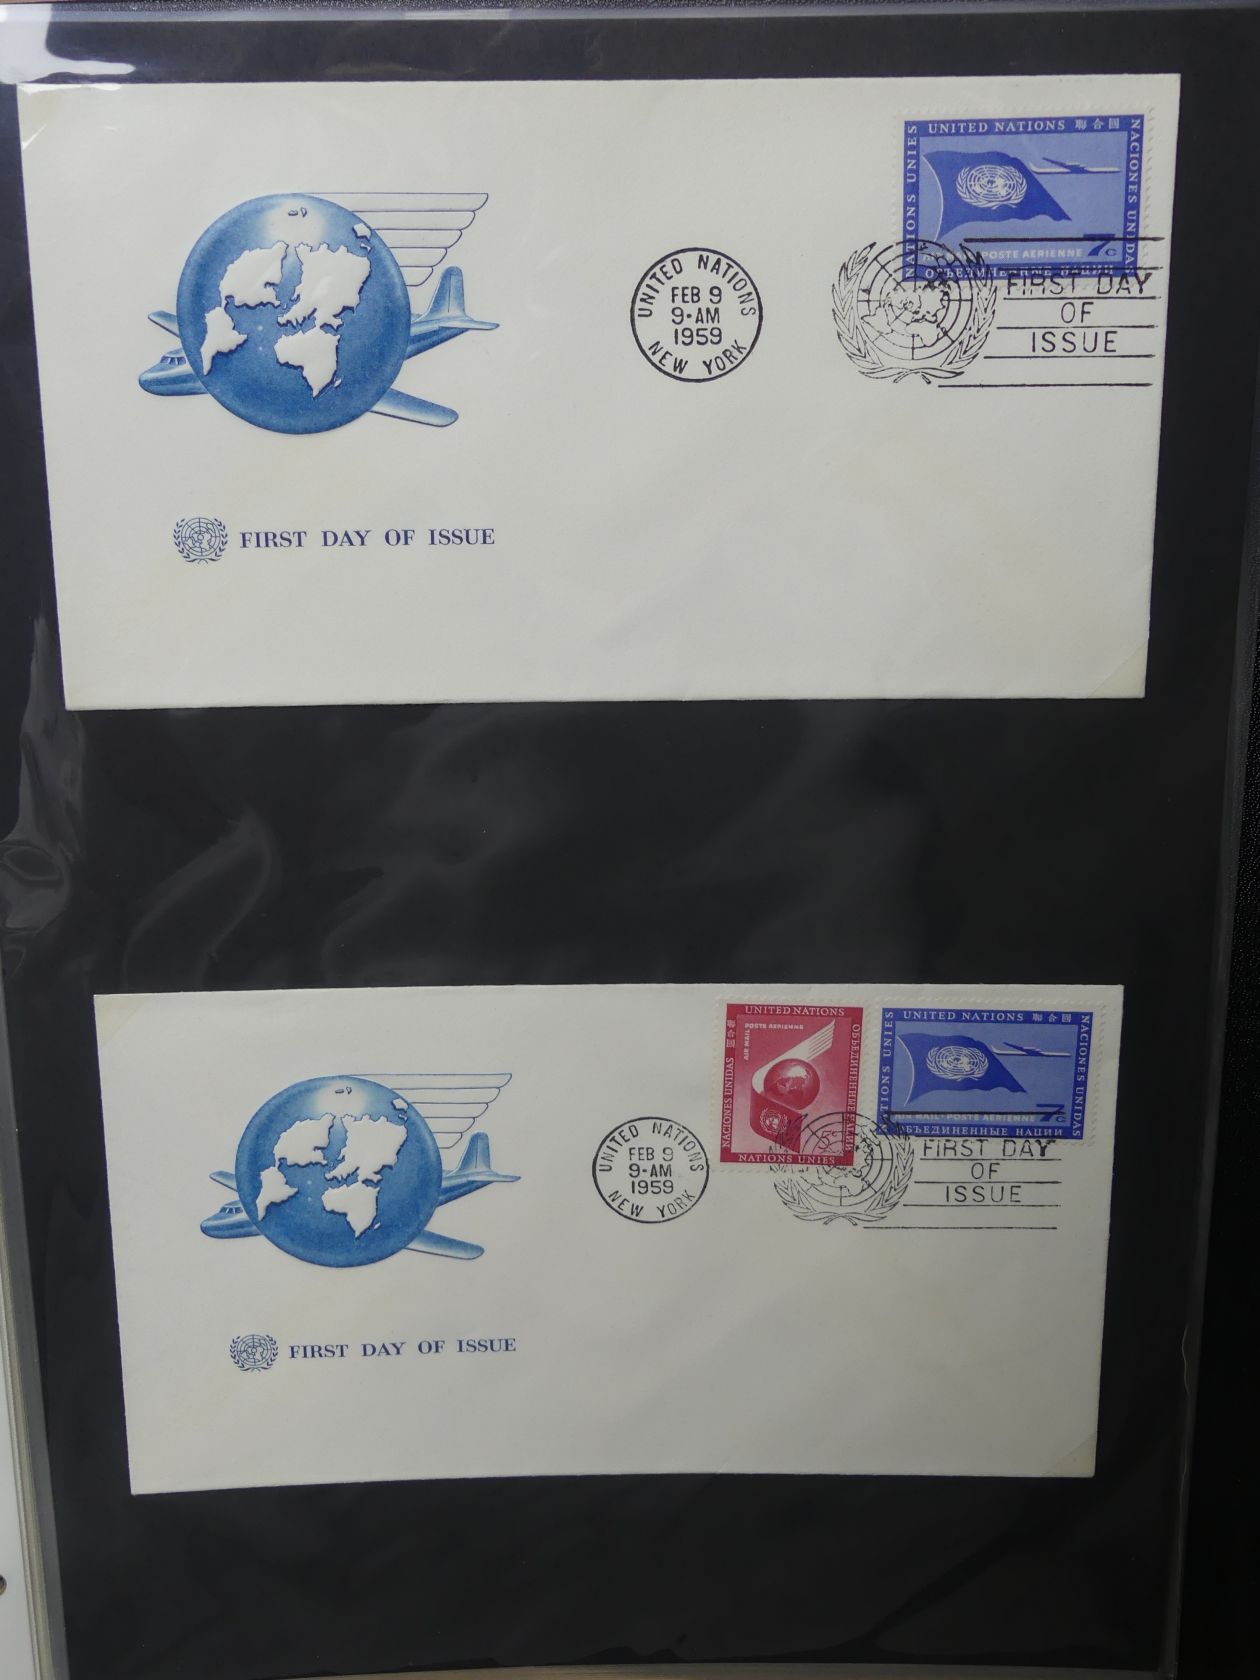 UNITED NATIONS 聯合國
NATIONS UNIES
NACIONES UNIDAS
POSTE AERIENNE 7c
ОБЪЕДИНЕННЫЕ НАЦИИ
UNITED NATIONS
FEB 9
9-AM
1959
NEW YORK
FIRST DAY
OF
ISSUE
FIRST DAY OF ISSUE
UNITED NATIONS
聯合國
POSTE AERIENNE
AIR MAIL
NACIONES UNIDAS
ОБЪЕДИНЕННЫЕ НАЦИИ
5c
NATIONS UNIES
UNITED NATIONS 聯合國
NATIONS UNIES
NACIONES UNIDAS
AIR MAIL·POSTE AERIENNE 7c
ОБЪЕДИНЕННЫЕ НАЦИИ
UNITED NATIONS
FEB 9
9-AM
1959
NEW YORK
FIRST DAY
OF
ISSUE
FIRST DAY OF ISSUE